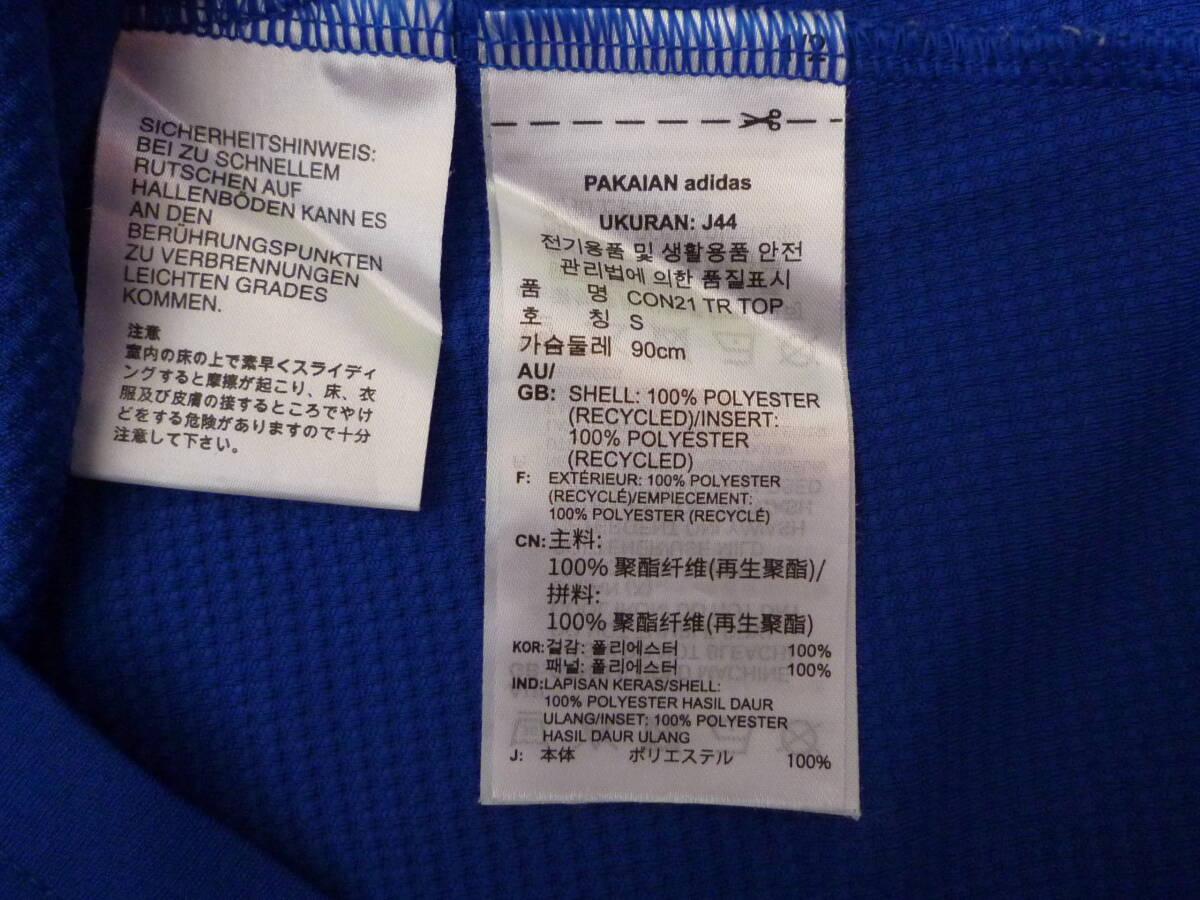 SICHERHEITSHINWEIS:
BEI ZU SCHNELLEM
RUTSCHEN AUF
HALLENBÖDEN KANN ES
AN DEN
BERÜHRUNGSPUNKTEN
ZU VERBRENNUNGEN
LEICHTEN GRADES
KOMMEN.
注意
室内の床の上で素早くスライディ
ングすると摩擦が起こり、床、衣
服及び皮膚の接するところでやけ
どをする危険がありますので十分
注意して下さい。
1/2
PAKAIAN adidas
UKURAN: J44
전기용품 및 생활용품 안전
관리법에 의한 품질표시
품 명 CON21 TR TOP
호 칭 S
가슴둘레 90cm
AU/
GB: SHELL: 100% POLYESTER
(RECYCLED)/INSERT:
100% POLYESTER
(RECYCLED)
F: EXTÉRIEUR: 100% POLYESTER
(RECYCLÉ)/EMPIECEMENT:
100% POLYESTER (RECYCLÉ)
CN: 主料:
100% 聚酯纤维(再生聚酯)/
拼料:
100% 聚酯纤维(再生聚酯)
KOR: 겉감: 폴리에스터 100%
패널: 폴리에스터 100%
IND: LAPISAN KERAS/SHELL:
100% POLYESTER HASIL DAUR
ULANG/INSET: 100% POLYESTER
HASIL DAUR ULANG
J: 本体 ポリエステル 100%